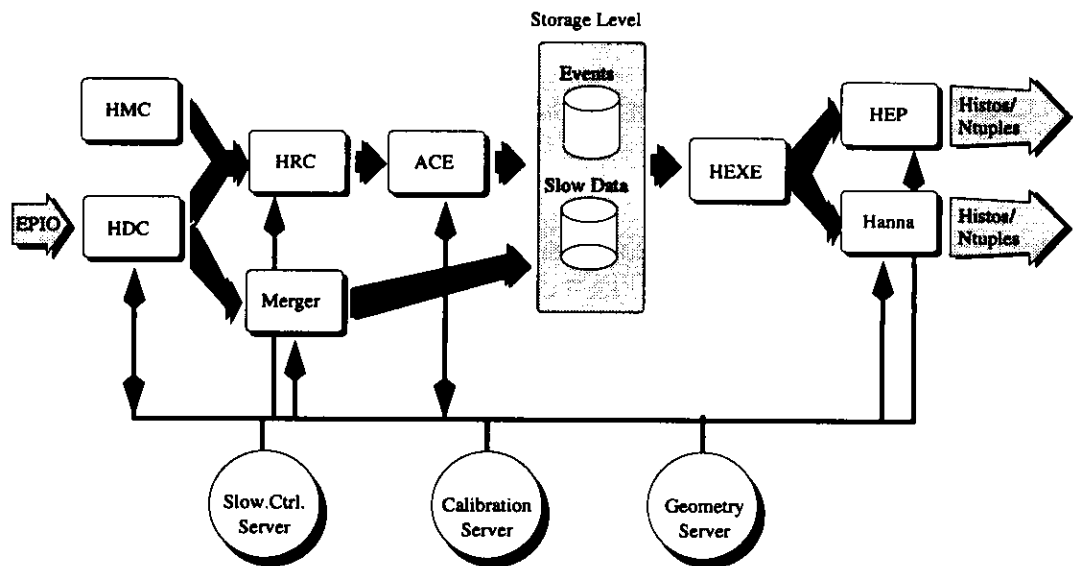 Storage Level
Events
HMC
HRC
ACE
HEXE
HEP
Histos/
Ntuples
EPIO
HDC
Slow Data
Hanna
Histos/
Ntuples
Merger
Slow.Ctrl.
Server
Calibration
Server
Geometry
Server